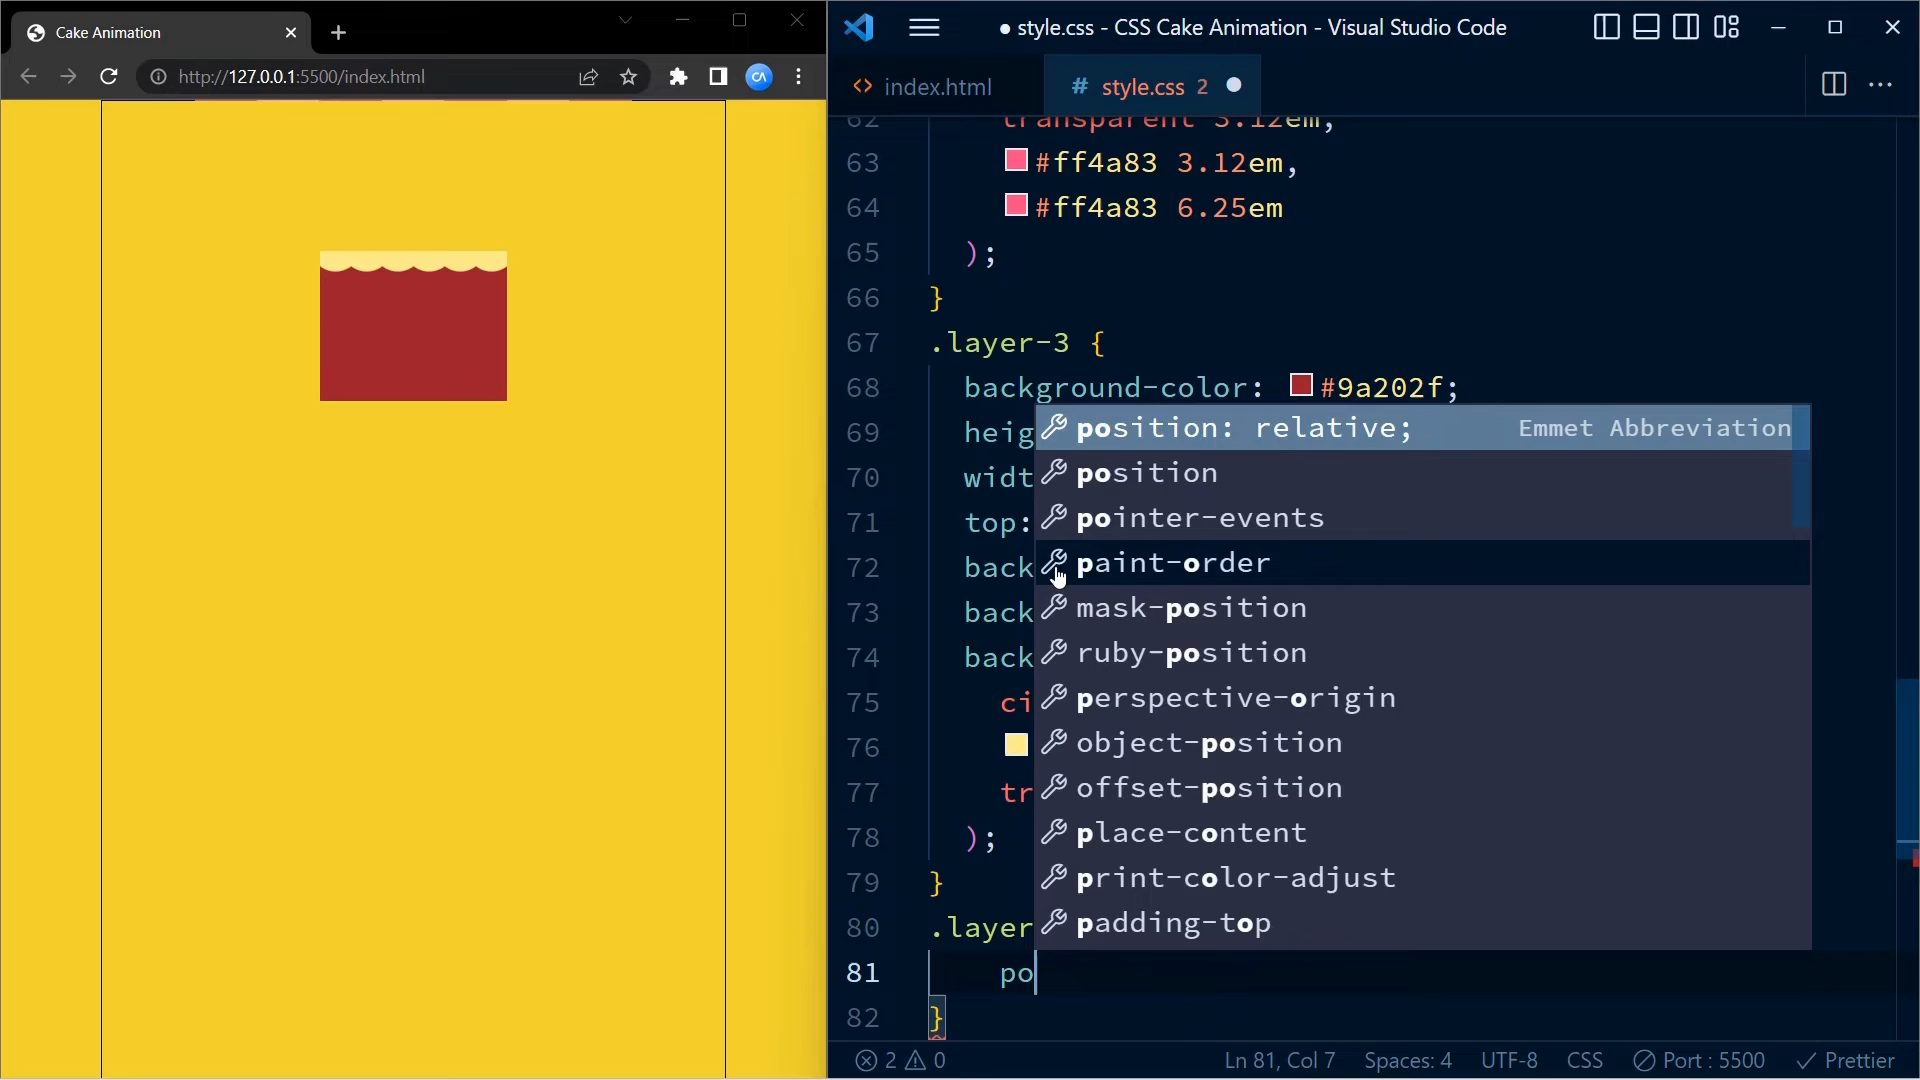 Cake Animation
http://127.0.0.1:5500/index.html
CA
● style.css - CSS Cake Animation - Visual Studio Code
<> index.html
# style.css 2 ●
62 transparent 3.12em,
63 #ff4a83 3.12em,
64 #ff4a83 6.25em
65 );
66 }
67 .layer-3 {
68 background-color: #9a202f;
69 heig
70 widt
71 top:
72 back
73 back
74 back
75 ci
76
77 tr
78 );
79 }
80 .layer
81 po
82 }
position: relative; Emmet Abbreviation
position
pointer-events
paint-order
mask-position
ruby-position
perspective-origin
object-position
offset-position
place-content
print-color-adjust
padding-top
2 0 Ln 81, Col 7 Spaces: 4 UTF-8 CSS Port : 5500 Prettier